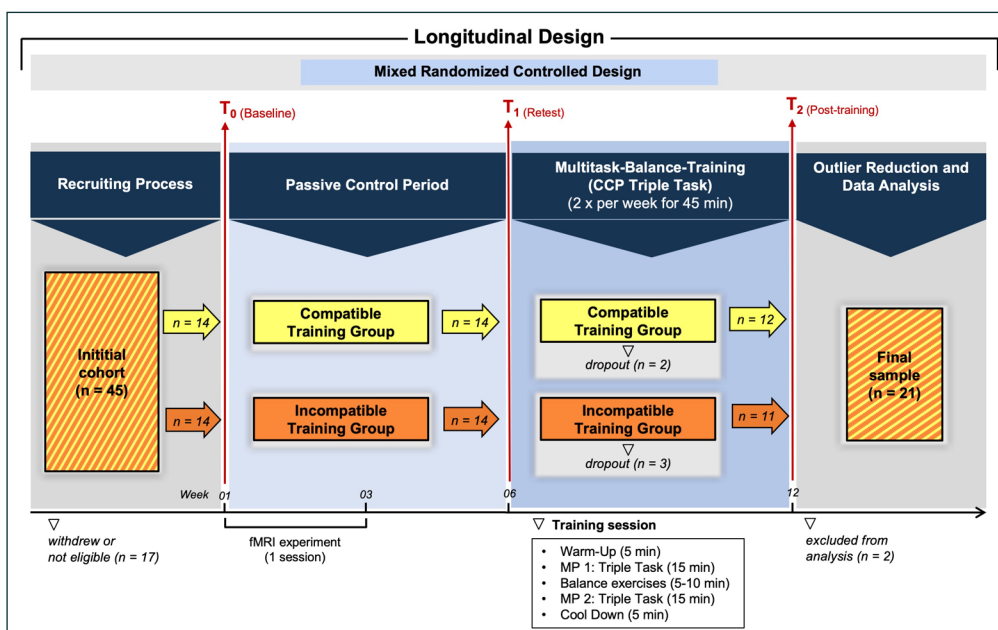 Longitudinal Design
Mixed Randomized Controlled Design
T0 (Baseline)
T1 (Retest)
T2 (Post-training)
Recruiting Process
Passive Control Period
Multitask-Balance-Training
(CCP Triple Task)
(2 x per week for 45 min)
Outlier Reduction and
Data Analysis
Inititial
cohort
(n = 45)
n = 14
Compatible
Training Group
n = 14
Compatible
Training Group
▽
dropout (n = 2)
n = 12
n = 14
Incompatible
Training Group
n = 14
Incompatible
Training Group
▽
dropout (n = 3)
n = 11
Final
sample
(n = 21)
Week 01 03 06 12
▽
withdrew or
not eligible (n = 17)
fMRI experiment
(1 session)
▽ Training session
• Warm-Up (5 min)
• MP 1: Triple Task (15 min)
• Balance exercises (5-10 min)
• MP 2: Triple Task (15 min)
• Cool Down (5 min)
▽
excluded from
analysis (n = 2)